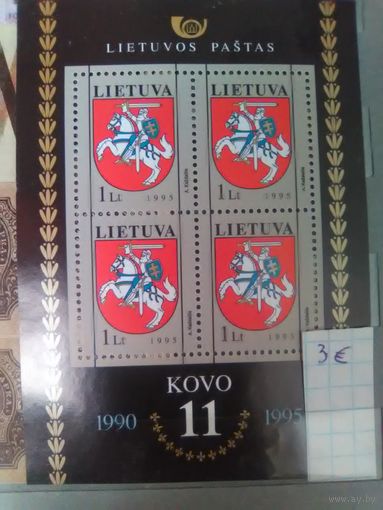 LIETUVOS PAŠTAS
LIETUVA
1 Lt 1995
LIETUVA
1 Lt 1995
LIETUVA
1 Lt 1995
LIETUVA
1 Lt 1995
3 €
KOVO
1990 11 1995
www.ay.by